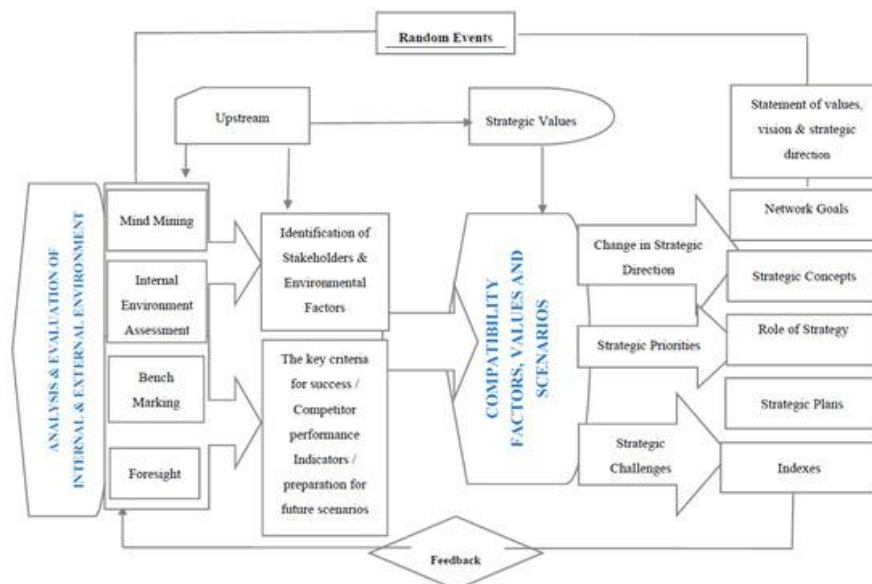 Random Events
Upstream
Strategic Values
Statement of values,
vision & strategic
direction
ANALYSIS & EVALUATION OF
INTERNAL & EXTERNAL ENVIRONMENT
Mind Mining
Internal
Environment
Assessment
Bench
Marking
Foresight
Identification of
Stakeholders &
Environmental
Factors
The key criteria
for success /
Competitor
performance
Indicators /
preparation for
future scenarios
COMPATIBILITY
FACTORS, VALUES AND
SCENARIOS
Change in Strategic
Direction
Strategic Priorities
Strategic
Challenges
Network Goals
Strategic Concepts
Role of Strategy
Strategic Plans
Indexes
Feedback